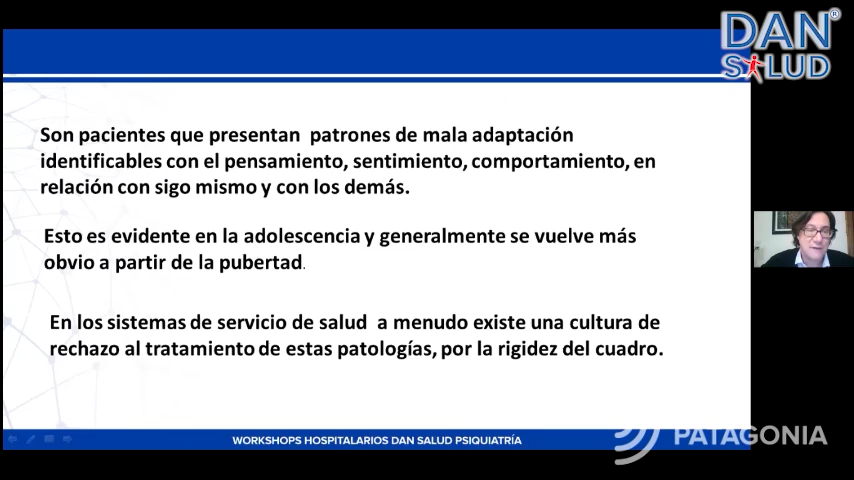 DAN®
SALUD
Son pacientes que presentan patrones de mala adaptación
identificables con el pensamiento, sentimiento, comportamiento, en
relación con sigo mismo y con los demás.
Esto es evidente en la adolescencia y generalmente se vuelve más
obvio a partir de la pubertad.
En los sistemas de servicio de salud a menudo existe una cultura de
rechazo al tratamiento de estas patologías, por la rigidez del cuadro.
WORKSHOPS HOSPITALARIOS DAN SALUD PSIQUIATRÍA
PATAGONIA